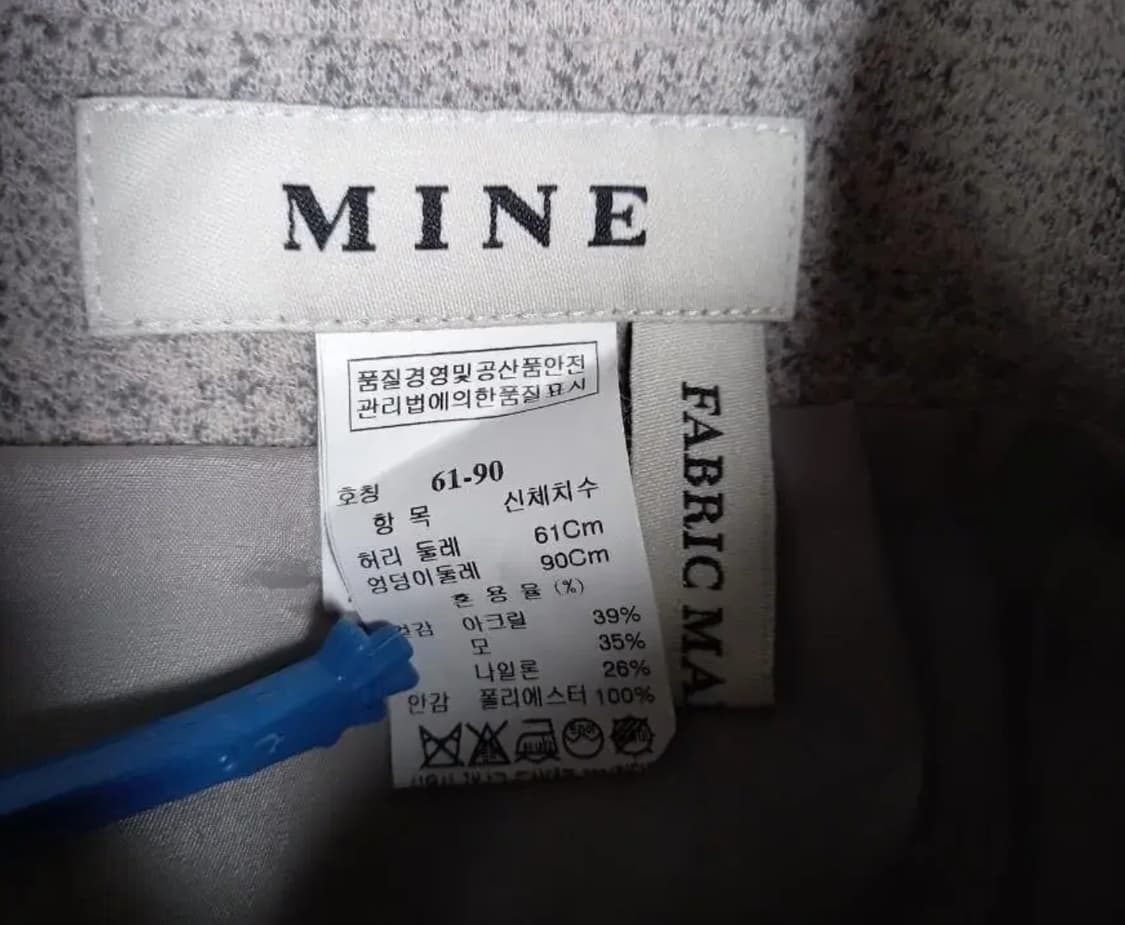 MINE
품질경영및공산품안전
관리법에의한품질표시
호칭 61-90
항 목 신체치수
허리 둘레 61Cm
엉덩이둘레 90Cm
혼 용 율 (%)
아크릴 39%
모 35%
나일론 26%
안감 폴리에스터 100%
FABRIC